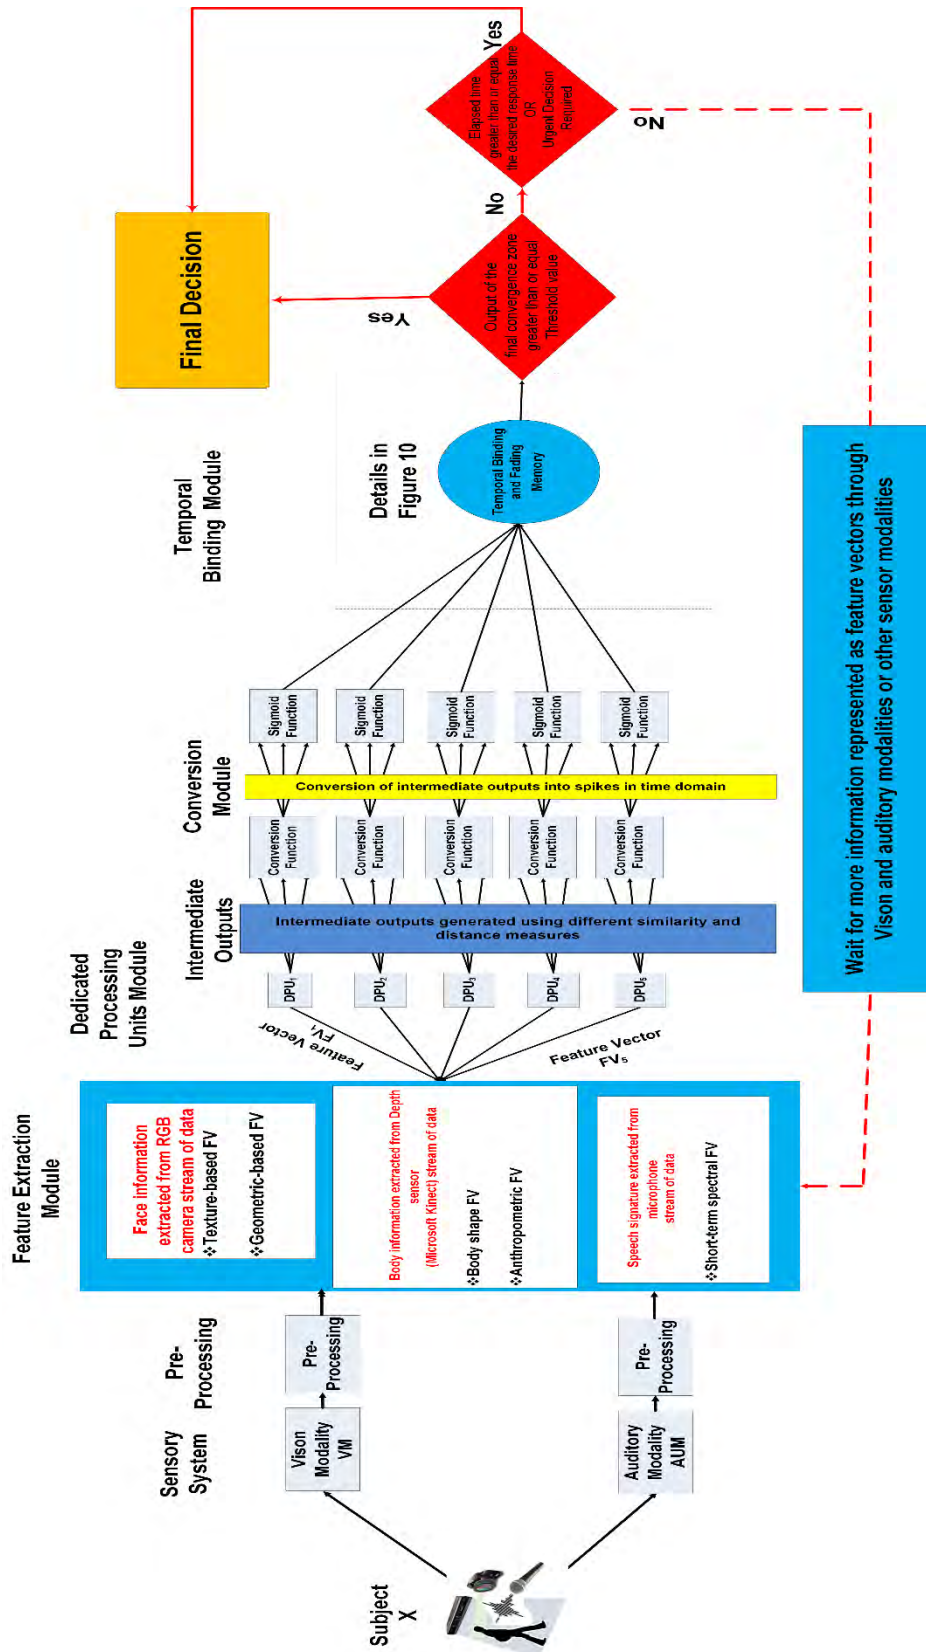 Subject
X
Sensory
System
Vison
Modality
VM
Auditory
Modality
AUM
Pre-
Processing
Pre-
Processing
Pre-
Processing
Feature Extraction
Module
Face information
extracted from RGB
camera stream of data
❖Texture-based FV
❖Geometric-based FV
Body information extracted from Depth
sensor
(Microsoft Kinect) stream of data
❖Body shape FV
❖Anthropometric FV
Speech signature extracted from
microphone
stream of data
❖Short-term spectral FV
Dedicated
Processing
Units Module
Feature Vector
FV₁
Feature Vector
FV₅
DPU₁
DPU₂
DPU₃
DPU₄
DPU₅
Intermediate
Outputs
Intermediate outputs generated using different similarity and
distance measures
Conversion
Function
Conversion
Function
Conversion
Function
Conversion
Function
Conversion
Function
Conversion
Module
Conversion of intermediate outputs into spikes in time domain
Sigmoid
Function
Sigmoid
Function
Sigmoid
Function
Sigmoid
Function
Sigmoid
Function
Temporal
Binding Module
Details in
Figure 10
Temporal Binding
and Fading
Memory
Output of the
final convergence zone
greater than or equal
Threshold value
Yes
No
Final Decision
Elapsed time
greater than or equal
the desired response time
OR
Urgent Decision
Required
Yes
No
Wait for more information represented as feature vectors through
Vison and auditory modalities or other sensor modalities